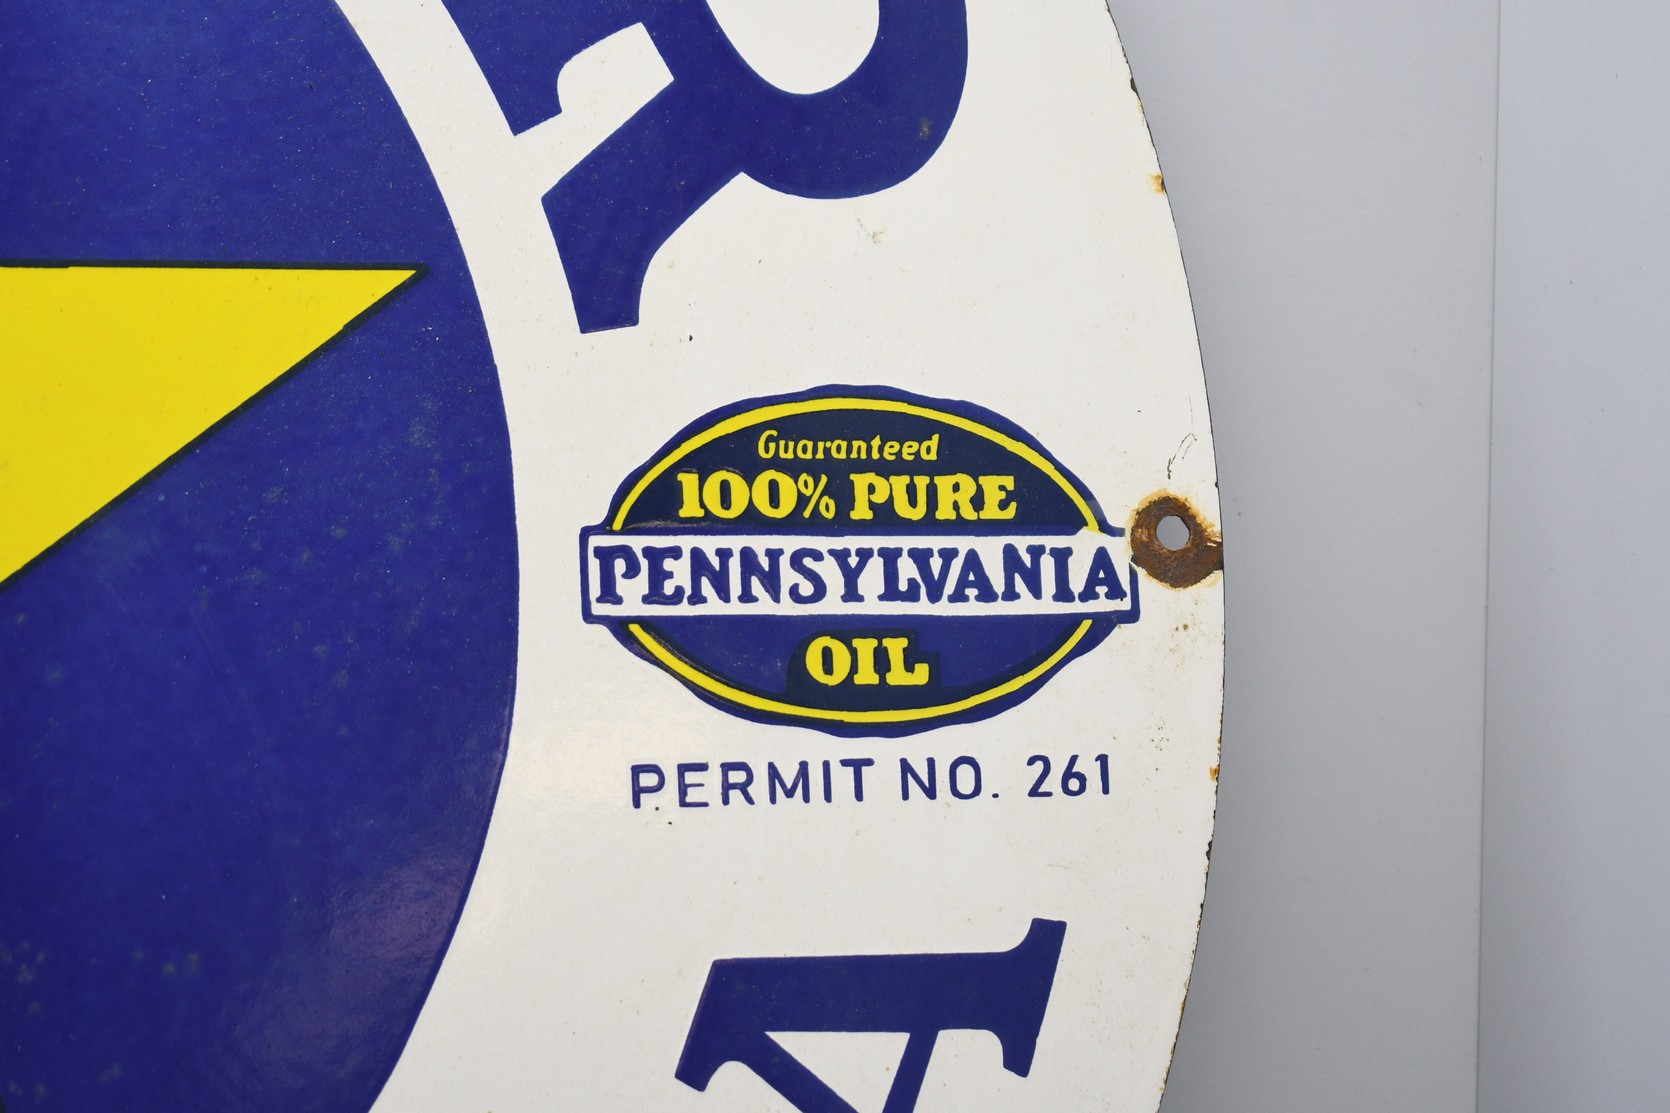 R
Guaranteed
100% PURE
PENNSYLVANIA
OIL
PERMIT NO. 261
A